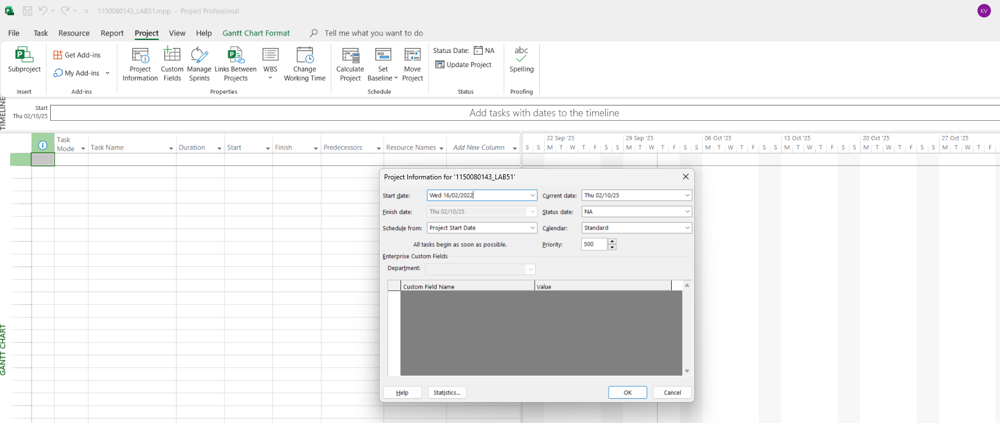 1150080143_LAB51.mpp - Project Professional
KV
File Task Resource Report Project View Help Gantt Chart Format Tell me what you want to do
Subproject
Insert
Get Add-ins
My Add-ins
Add-ins
Project Information
Custom Fields
Manage Sprints
Links Between Projects
WBS
Change Working Time
Properties
Calculate Project
Set Baseline
Move Project
Schedule
Status Date: NA
Update Project
Status
abc
Spelling
Proofing
TIMELINE
Start
Thu 02/10/25
Add tasks with dates to the timeline
Task Mode Task Name Duration Start Finish Predecessors Resource Names Add New Column
22 Sep '25 29 Sep '25 06 Oct '25 13 Oct '25 20 Oct '25 27 Oct '25
S S M T W T F S S M T W T F S S M T W T F S S M T W T F S S M T W T F S S M T W T F
GANTT CHART
Project Information for '1150080143_LAB51'
Start date: Wed 16/02/2022 Current date: Thu 02/10/25
Finish date: Thu 02/10/25 Status date: NA
Schedule from: Project Start Date Calendar: Standard
All tasks begin as soon as possible. Priority: 500
Enterprise Custom Fields
Department:
Custom Field Name Value
Help Statistics... OK Cancel